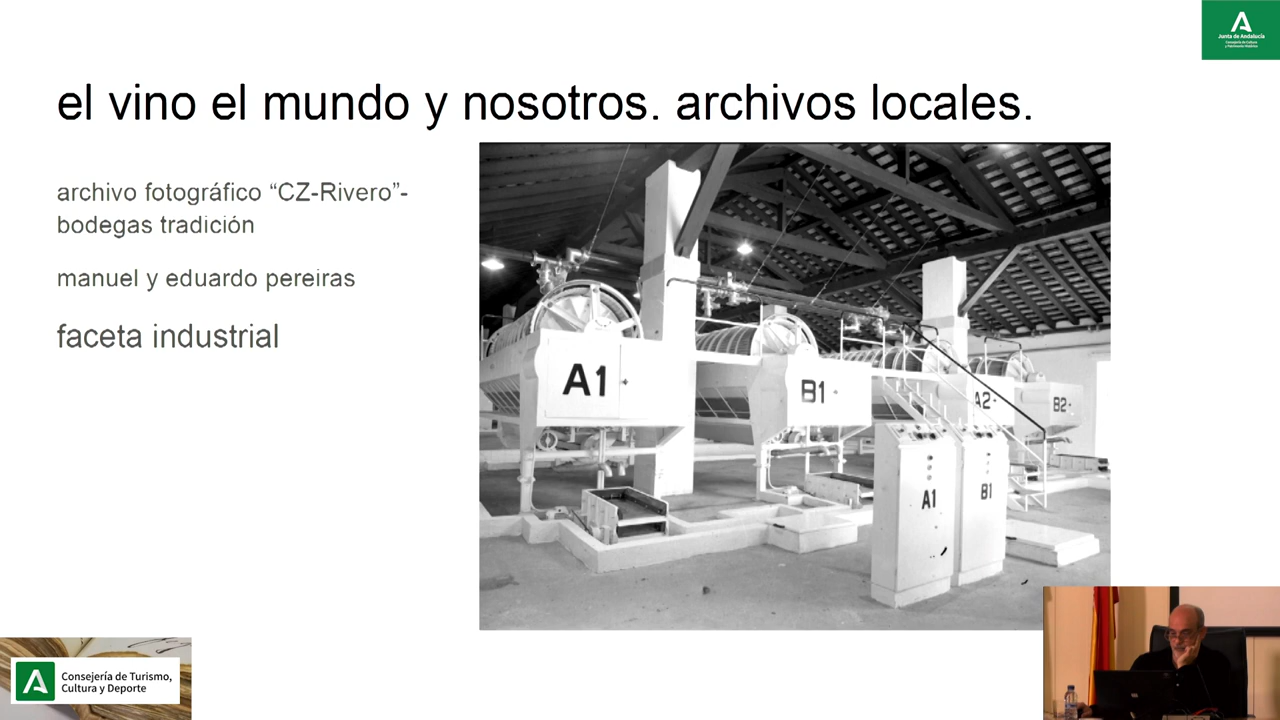 Junta de Andalucía
Consejería de Cultura
y Patrimonio Histórico
el vino el mundo y nosotros. archivos locales.
archivo fotográfico “CZ-Rivero”-
bodegas tradición
manuel y eduardo pereiras
faceta industrial
A1
B1
A2-
B2-
A1
B1
Consejería de Turismo,
Cultura y Deporte